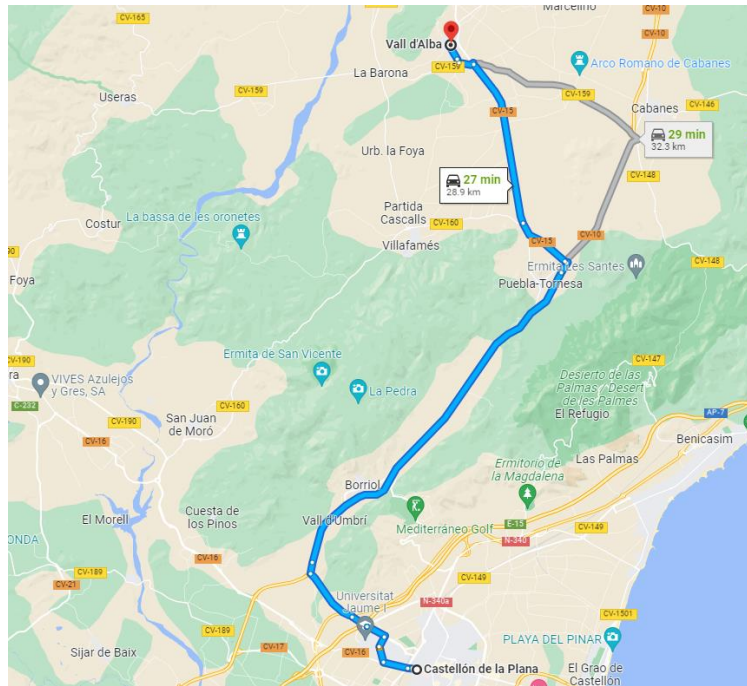 CV-165
Marcelino
CV-10
CV-10
Vall d'Alba
CV-159
La Barona
Arco Romano de Cabanes
CV-159
CV-159
Useras
Cabanes
CV-146
CV-15
29 min
32.3 km
Urb. la Foya
27 min
28.9 km
CV-148
Partida
Cascalls
La bassa de les oronetes
CV-160
Costur
Villafamés
CV-15
CV-10
90
Ermita Les Santes
CV-148
Foya
Puebla-Tornesa
Ermita de San Vicente
CV-147
CV-190
ra
VIVES Azulejos
y Gres, SA
La Pedra
Desierto de las
Palmas / Desert
de les Palmes
C-232
CV-160
El Refugio
AP-7
San Juan
de Moró
CV-190
CV-16
Benicasim
Las Palmas
Ermitorio de
la Magdalena
Borriol
El Morell
Cuesta de
los Pinos
Vall d'Umbrí
Mediterráneo Golf
E-15
CV-149
N-340
ONDA
CV-16
CV-189
CV-21
CV-149
Universitat
Jaume I
N-340a
CV-1501
CV-189
CV-17
CV-16
PLAYA DEL PINAR
Sijar de Baix
Castellón de la Plana
El Grao de
Castellón